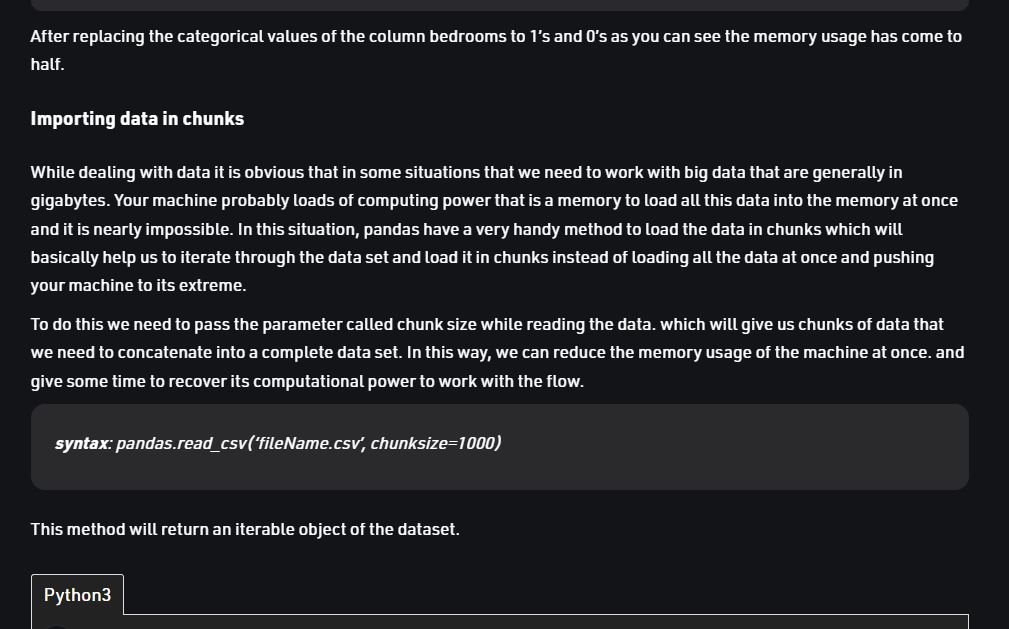 After replacing the categorical values of the column bedrooms to 1’s and 0’s as you can see the memory usage has come to
half.
Importing data in chunks
While dealing with data it is obvious that in some situations that we need to work with big data that are generally in
gigabytes. Your machine probably loads of computing power that is a memory to load all this data into the memory at once
and it is nearly impossible. In this situation, pandas have a very handy method to load the data in chunks which will
basically help us to iterate through the data set and load it in chunks instead of loading all the data at once and pushing
your machine to its extreme.
To do this we need to pass the parameter called chunk size while reading the data. which will give us chunks of data that
we need to concatenate into a complete data set. In this way, we can reduce the memory usage of the machine at once. and
give some time to recover its computational power to work with the flow.
syntax: pandas.read_csv(‘fileName.csv’, chunksize=1000)
This method will return an iterable object of the dataset.
Python3